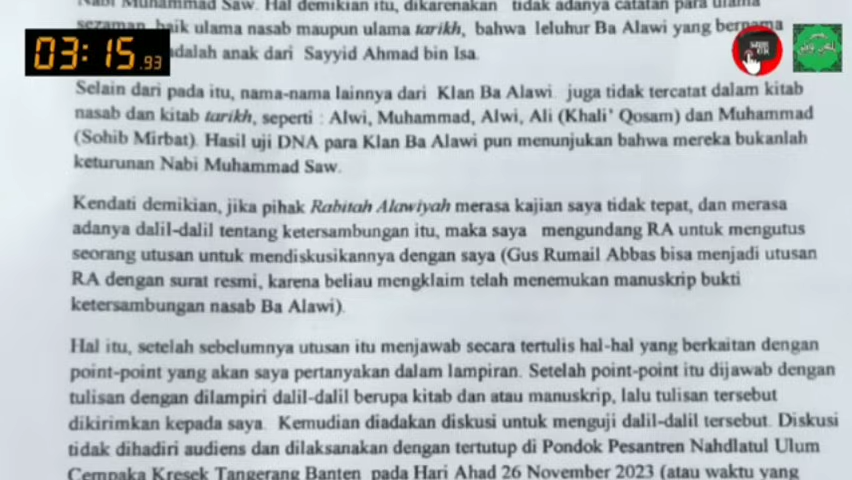 Nabi Muhammad Saw. Hal demikian itu, dikarenakan tidak adanya catatan para ulama
sezaman, baik ulama nasab maupun ulama tarikh, bahwa leluhur Ba Alawi yang bernama
03:15.93
adalah anak dari Sayyid Ahmad bin Isa.
Selain dari pada itu, nama-nama lainnya dari Klan Ba Alawi juga tidak tercatat dalam kitab
nasab dan kitab tarikh, seperti : Alwi, Muhammad, Alwi, Ali (Khali' Qosam) dan Muhammad
(Sohib Mirbat). Hasil uji DNA para Klan Ba Alawi pun menunjukan bahwa mereka bukanlah
keturunan Nabi Muhammad Saw.
Kendati demikian, jika pihak Rabitah Alawiyah merasa kajian saya tidak tepat, dan merasa
adanya dalil-dalil tentang ketersambungan itu, maka saya mengundang RA untuk mengutus
seorang utusan untuk mendiskusikannya dengan saya (Gus Rumail Abbas bisa menjadi utusan
RA dengan surat resmi, karena beliau mengklaim telah menemukan manuskrip bukti
ketersambungan nasab Ba Alawi).
Hal itu, setelah sebelumnya utusan itu menjawab secara tertulis hal-hal yang berkaitan dengan
point-point yang akan saya pertanyakan dalam lampiran. Setelah point-point itu dijawab dengan
tulisan dengan dilampiri dalil-dalil berupa kitab dan atau manuskrip, lalu tulisan tersebut
dikirimkan kepada saya. Kemudian diadakan diskusi untuk menguji dalil-dalil tersebut. Diskusi
tidak dihadiri audiens dan dilaksanakan dengan tertutup di Pondok Pesantren Nahdlatul Ulum
Cempaka Kresek Tangerang Banten pada Hari Ahad 26 November 2023 (atau waktu yang